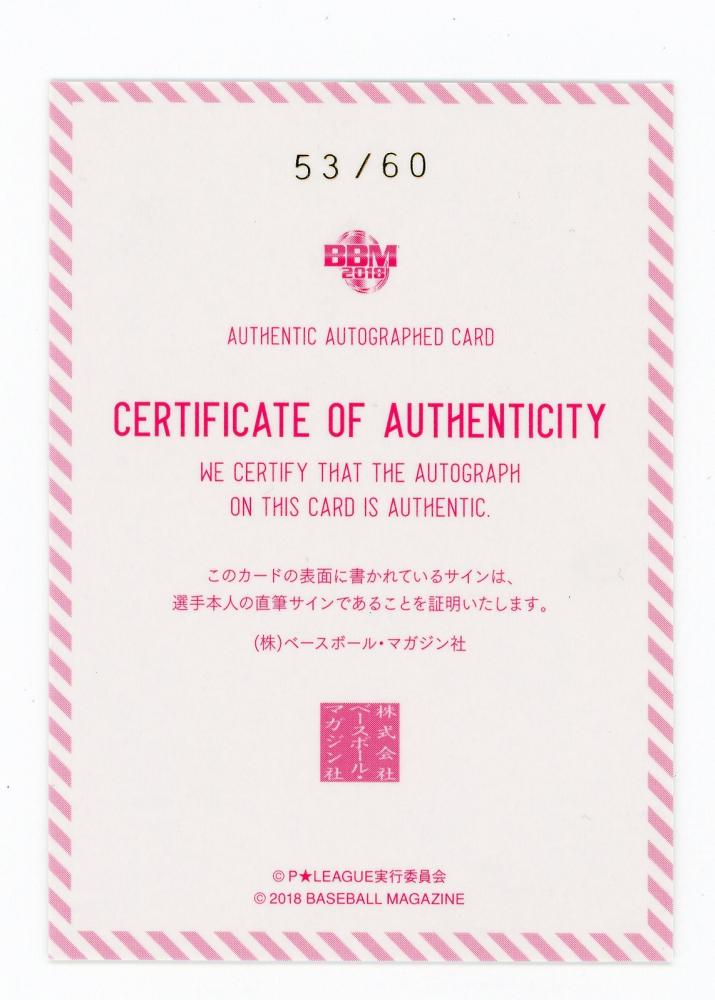 53/60
BBM
2018
AUTHENTIC AUTOGRAPHED CARD
CERTIFICATE OF AUTHENTICITY
WE CERTIFY THAT THE AUTOGRAPH
ON THIS CARD IS AUTHENTIC.
このカードの表面に書かれているサインは、
選手本人の直筆サインであることを証明いたします。
(株)ベースボール・マガジン社
株式会社
ベースボール・
マガジン社
© P★LEAGUE実行委員会
© 2018 BASEBALL MAGAZINE